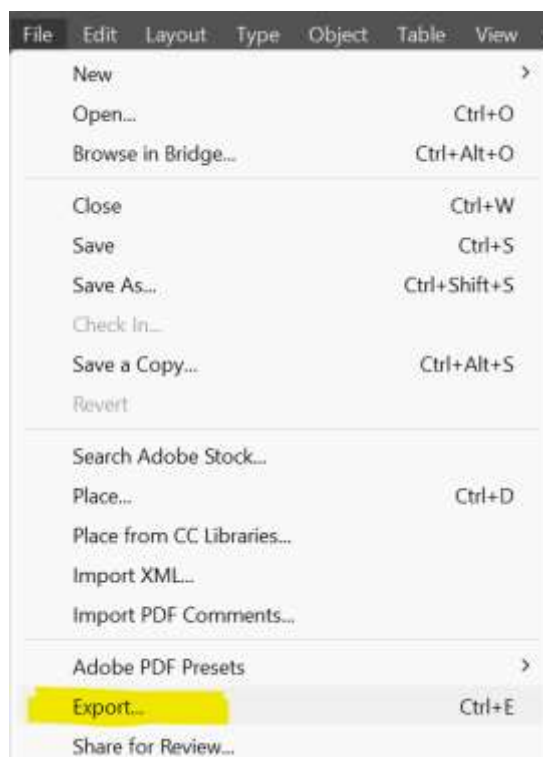 File Edit Layout Type Object Table View
New >
Open... Ctrl+O
Browse in Bridge... Ctrl+Alt+O
Close Ctrl+W
Save Ctrl+S
Save As... Ctrl+Shift+S
Check In...
Save a Copy... Ctrl+Alt+S
Revert
Search Adobe Stock...
Place... Ctrl+D
Place from CC Libraries...
Import XML...
Import PDF Comments...
Adobe PDF Presets >
Export... Ctrl+E
Share for Review...